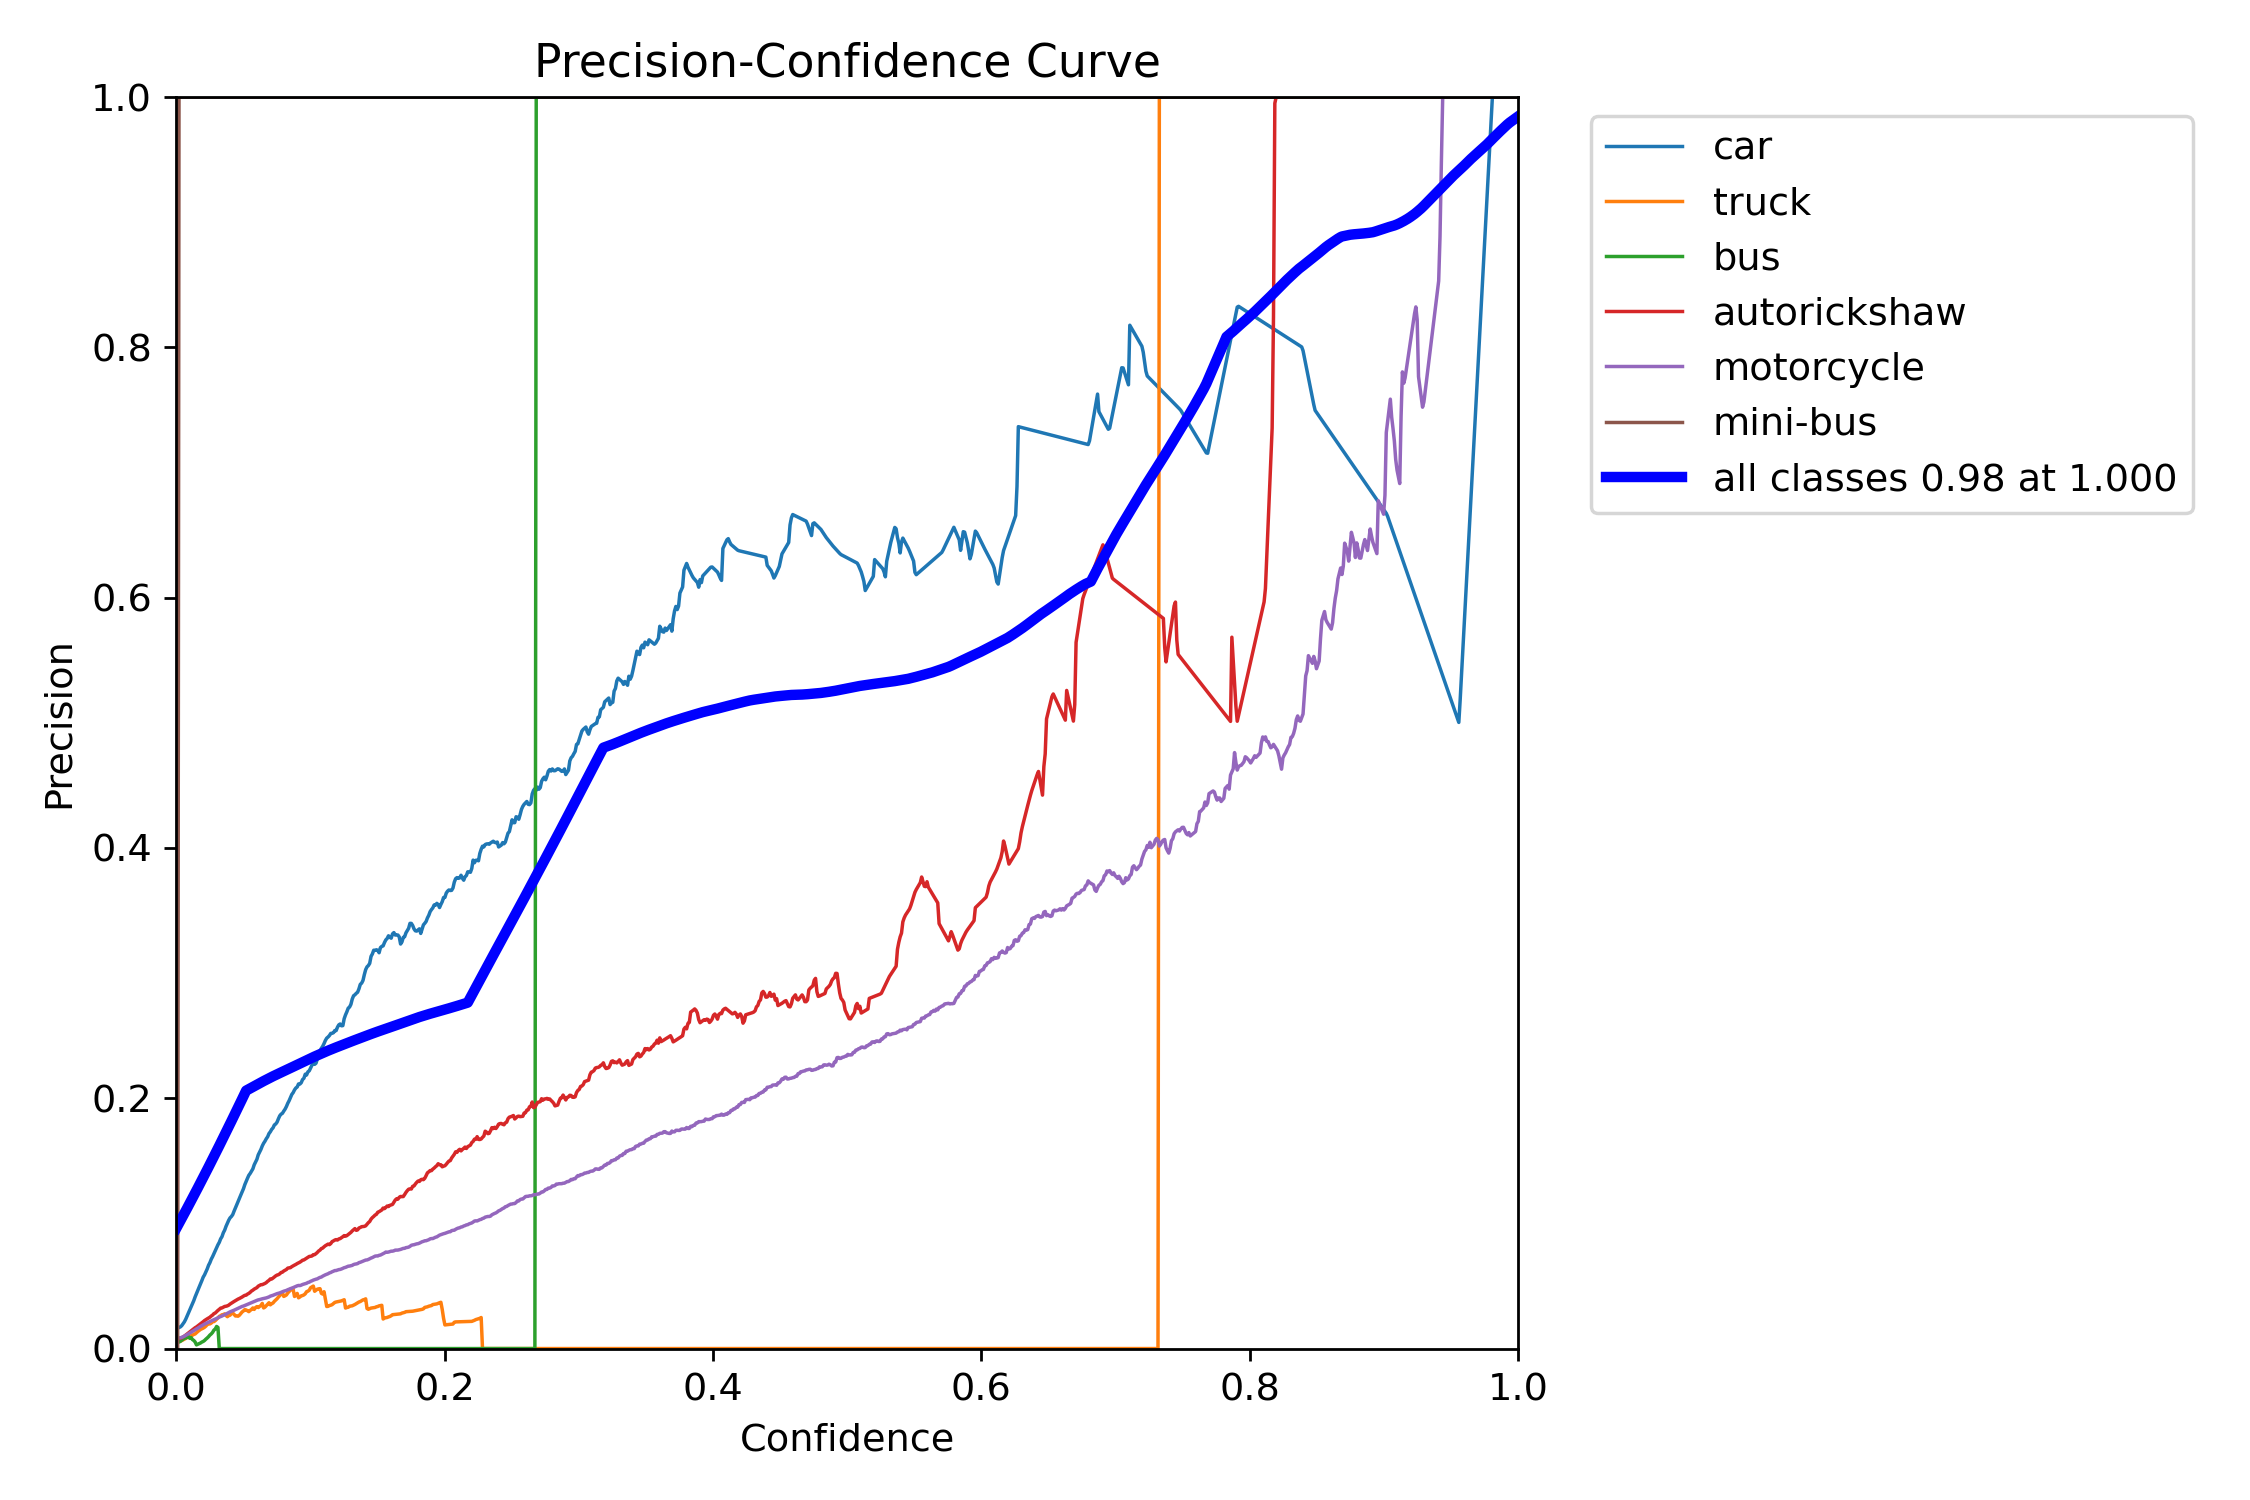 Precision-Confidence Curve
1.0
0.8
0.6
0.4
0.2
0.0
Precision
0.0 0.2 0.4 0.6 0.8 1.0
Confidence
car
truck
bus
autorickshaw
motorcycle
mini-bus
all classes 0.98 at 1.000